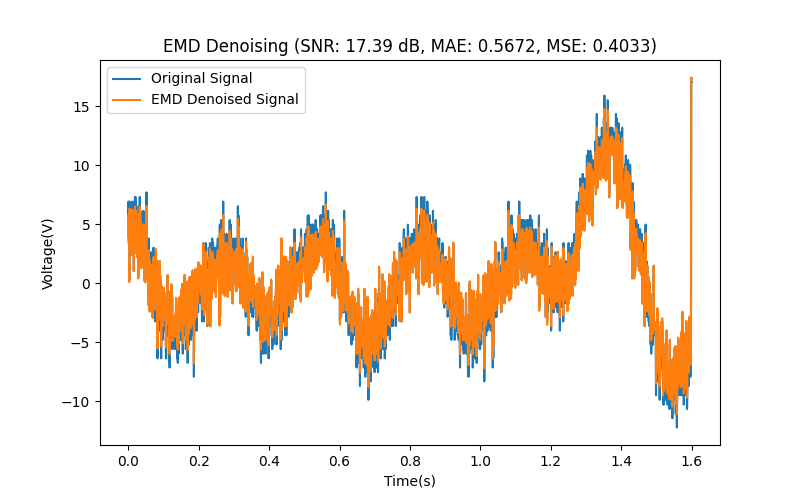 EMD Denoising (SNR: 17.39 dB, MAE: 0.5672, MSE: 0.4033)
Original Signal
EMD Denoised Signal
Voltage(V)
15
10
5
0
−5
−10
0.0 0.2 0.4 0.6 0.8 1.0 1.2 1.4 1.6
Time(s)